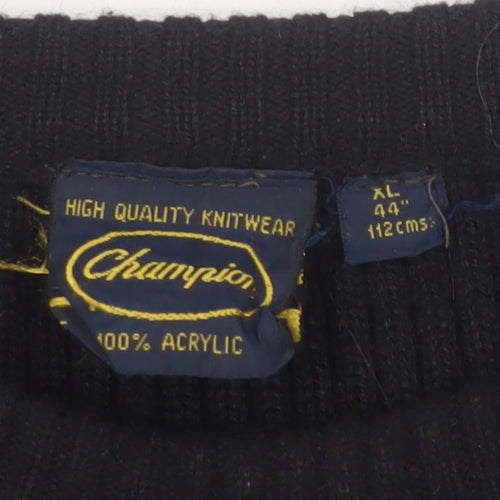 HIGH QUALITY KNITWEAR
Champion
100% ACRYLIC
XL
44"
112cms